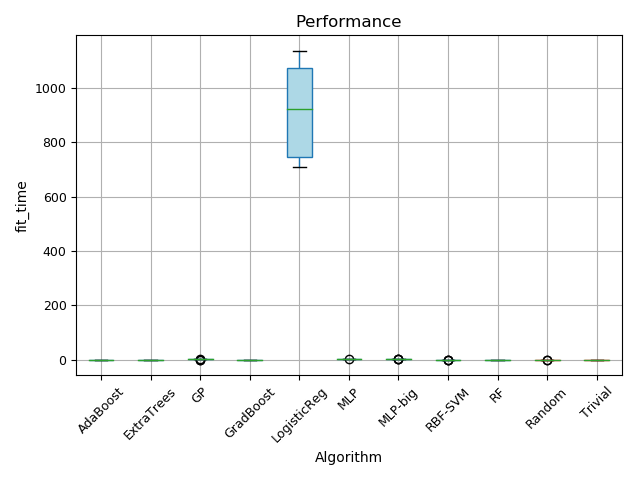 Performance
fit_time
1000
800
600
400
200
0
AdaBoost
ExtraTrees
GP
GradBoost
LogisticReg
MLP
MLP-big
RBF-SVM
RF
Random
Trivial
Algorithm